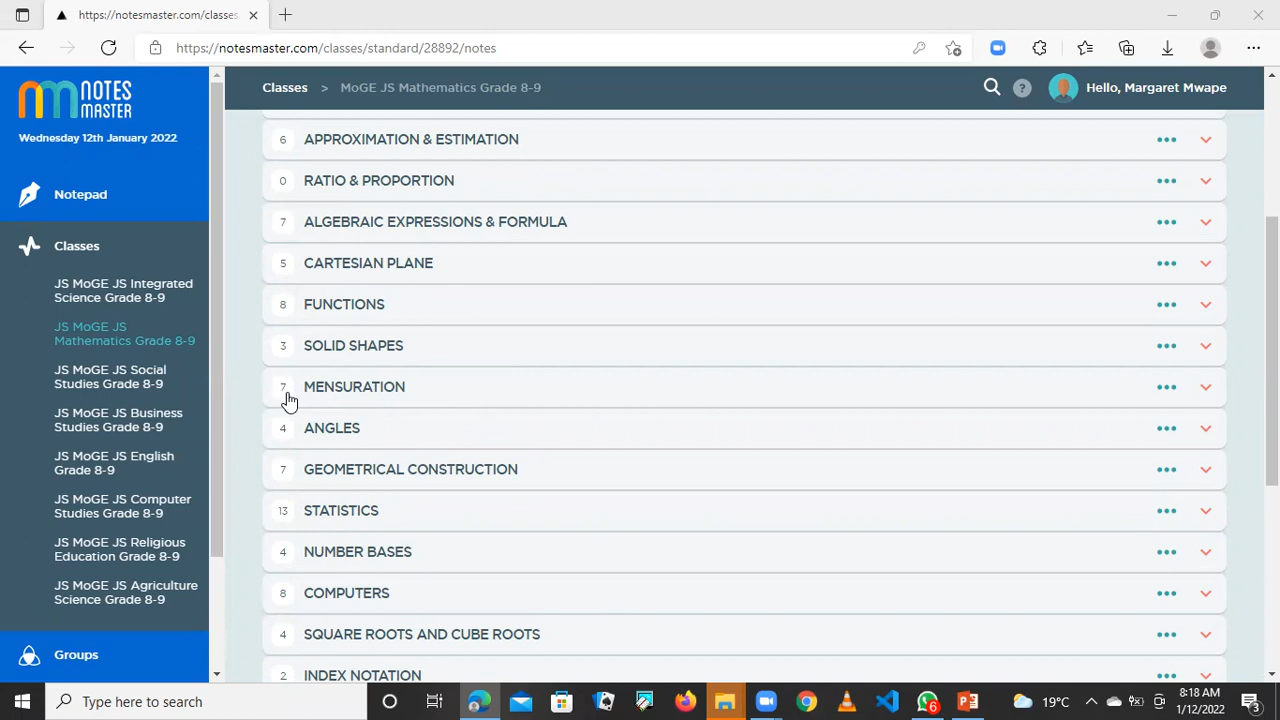 https://notesmaster.com/classes
https://notesmaster.com/classes/standard/28892/notes
NOTES
MASTER
Wednesday 12th January 2022
Notepad
Classes
JS MoGE JS Integrated
Science Grade 8-9
JS MoGE JS
Mathematics Grade 8-9
JS MoGE JS Social
Studies Grade 8-9
JS MoGE JS Business
Studies Grade 8-9
JS MoGE JS English
Grade 8-9
JS MoGE JS Computer
Studies Grade 8-9
JS MoGE JS Religious
Education Grade 8-9
JS MoGE JS Agriculture
Science Grade 8-9
Groups
Classes > MoGE JS Mathematics Grade 8-9
? Hello, Margaret Mwape
6 APPROXIMATION & ESTIMATION
0 RATIO & PROPORTION
7 ALGEBRAIC EXPRESSIONS & FORMULA
5 CARTESIAN PLANE
8 FUNCTIONS
3 SOLID SHAPES
7 MENSURATION
4 ANGLES
7 GEOMETRICAL CONSTRUCTION
13 STATISTICS
4 NUMBER BASES
8 COMPUTERS
4 SQUARE ROOTS AND CUBE ROOTS
2 INDEX NOTATION
Type here to search
6
19°C
8:18 AM
1/12/2022
3